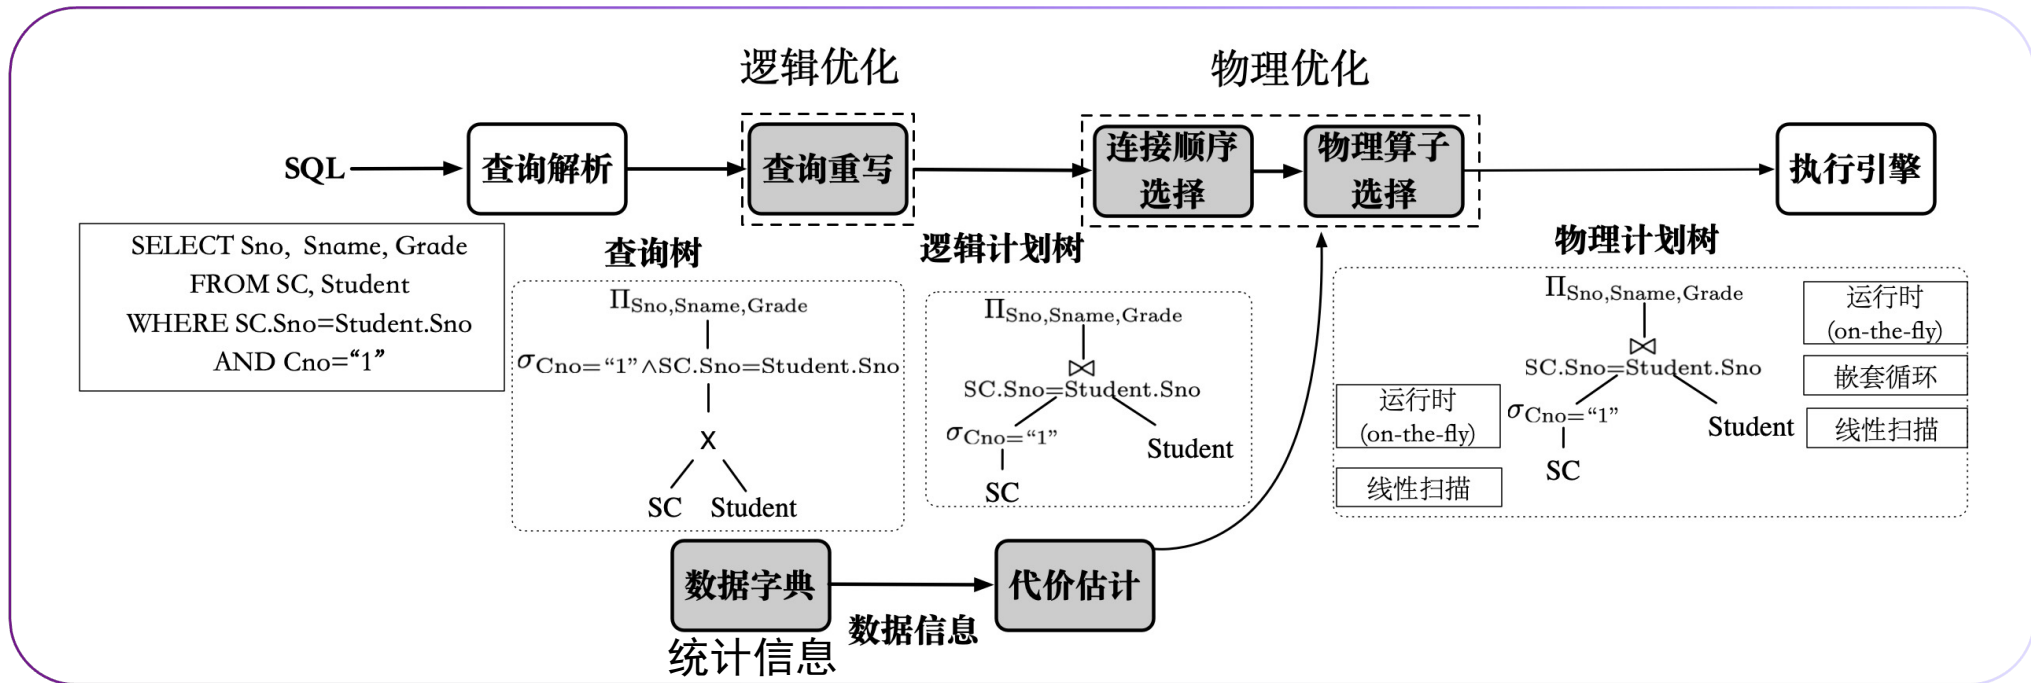 逻辑优化
物理优化
SQL
查询解析
查询重写
连接顺序
选择
物理算子
选择
执行引擎
SELECT Sno, Sname, Grade
FROM SC, Student
WHERE SC.Sno=Student.Sno
AND Cno=“1”
查询树
ΠSno,Sname,Grade
σCno=“1”∧SC.Sno=Student.Sno
x
SC Student
逻辑计划树
ΠSno,Sname,Grade
⋈
SC.Sno=Student.Sno
σCno=“1”
Student
SC
物理计划树
ΠSno,Sname,Grade
运行时
(on-the-fly)
⋈
SC.Sno=Student.Sno
嵌套循环
运行时
(on-the-fly)
σCno=“1”
Student
线性扫描
SC
线性扫描
数据字典
代价估计
数据信息
统计信息